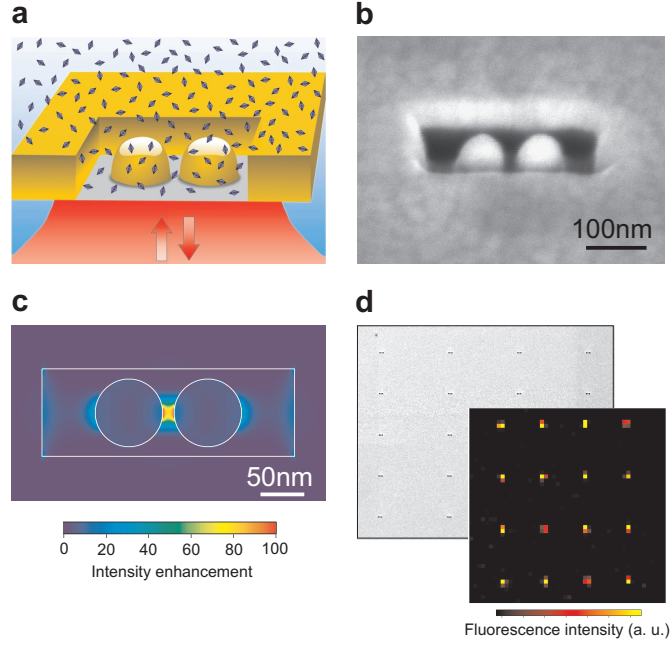 a
b
100nm
c
50nm
0 20 40 60 80 100
Intensity enhancement
d
Fluorescence intensity (a. u.)